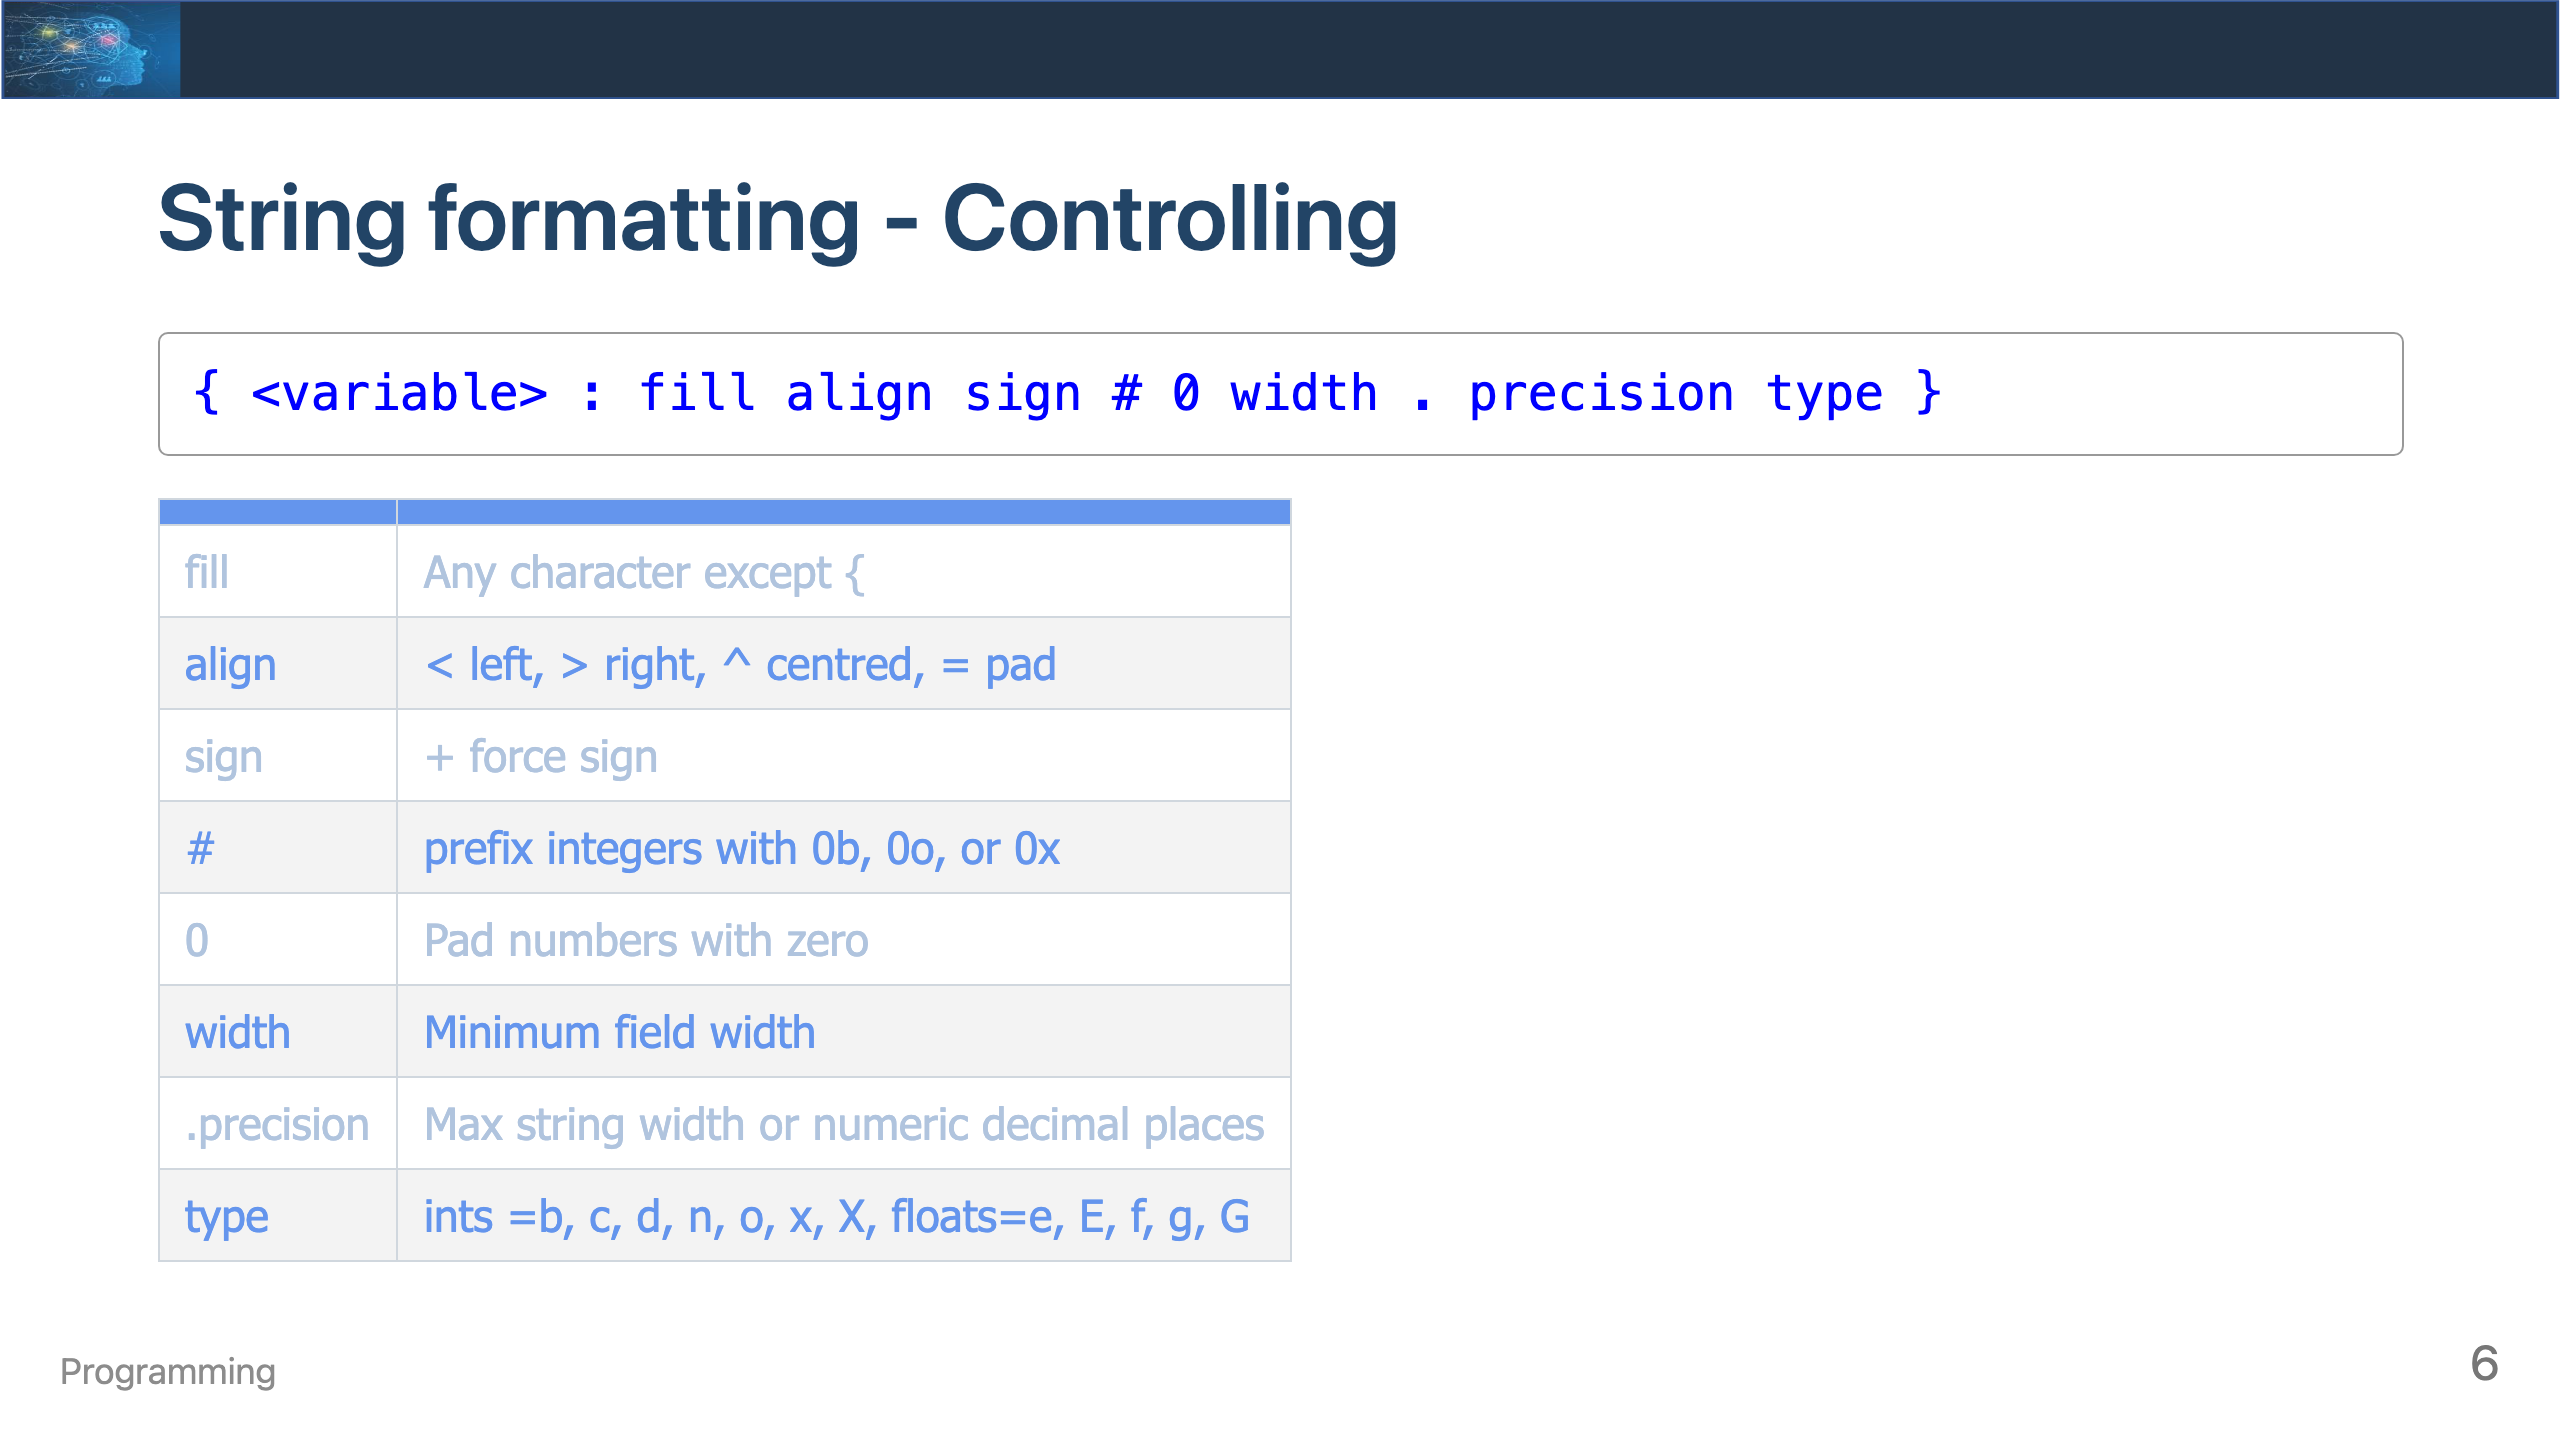 String formatting - Controlling
{ <variable> : fill align sign # 0 width . precision type }
fill Any character except {
align < left, > right, ^ centred, = pad
sign + force sign
# prefix integers with 0b, 0o, or 0x
0 Pad numbers with zero
width Minimum field width
.precision Max string width or numeric decimal places
type ints =b, c, d, n, o, x, X, floats=e, E, f, g, G
Programming
6